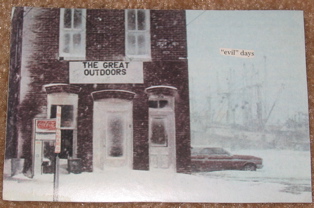 THE GREAT
OUTDOORS
"evil" days